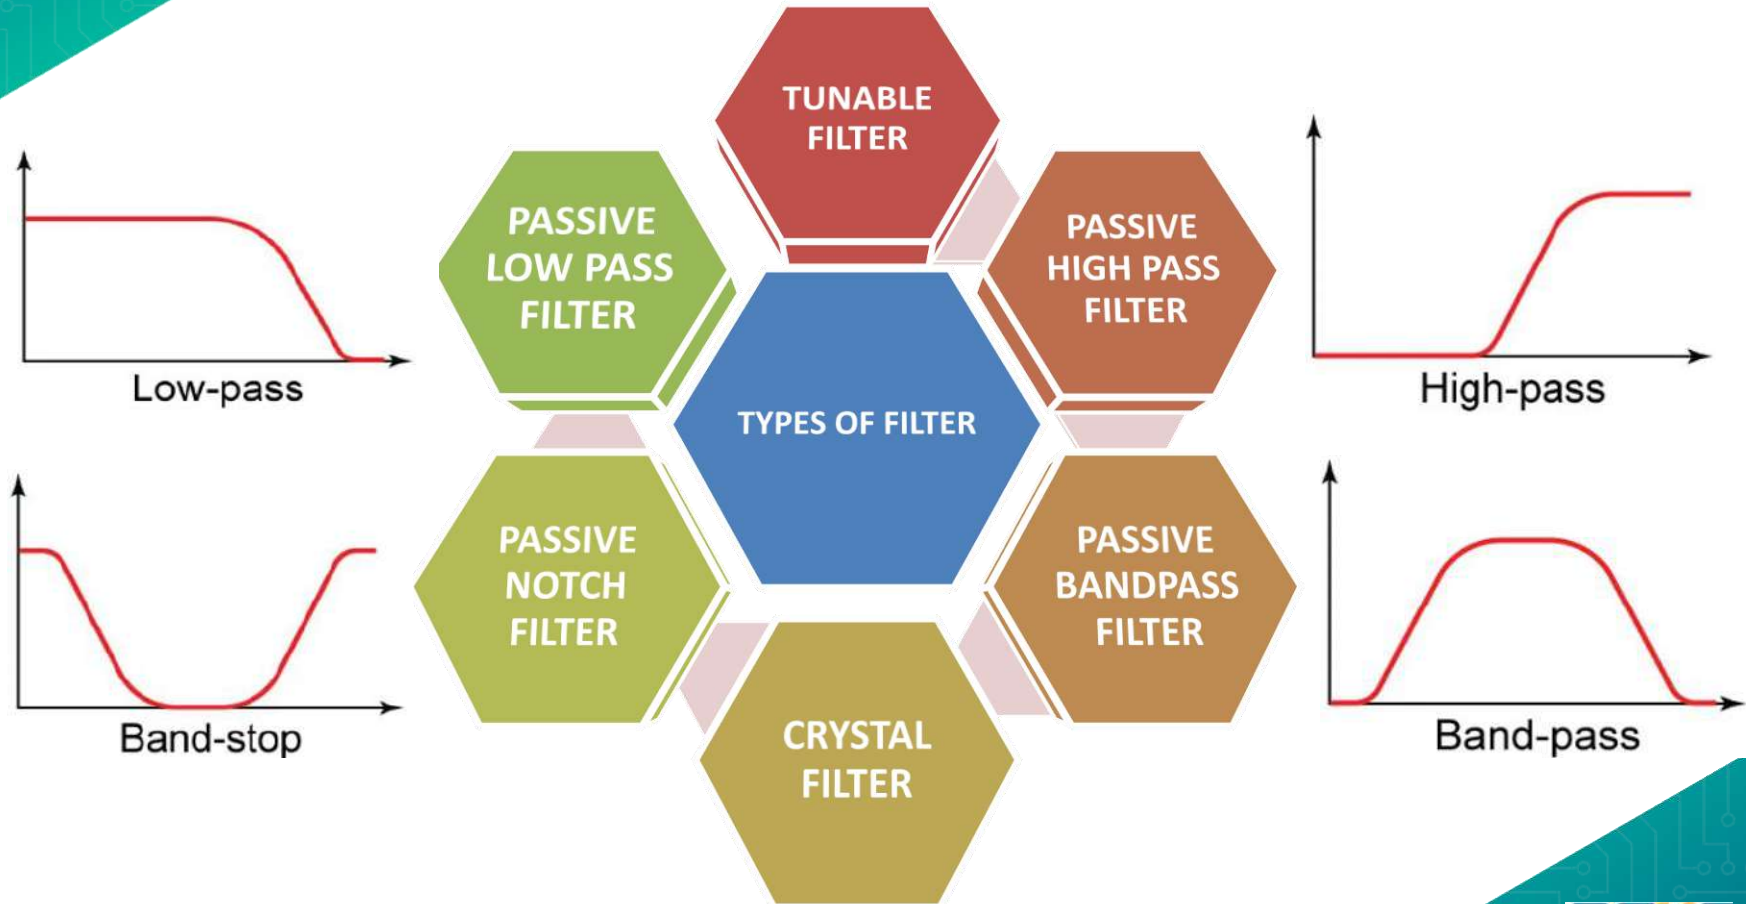 TUNABLE
FILTER
PASSIVE
LOW PASS
FILTER
PASSIVE
HIGH PASS
FILTER
Low-pass
High-pass
TYPES OF FILTER
PASSIVE
NOTCH
FILTER
PASSIVE
BANDPASS
FILTER
Band-stop
Band-pass
CRYSTAL
FILTER